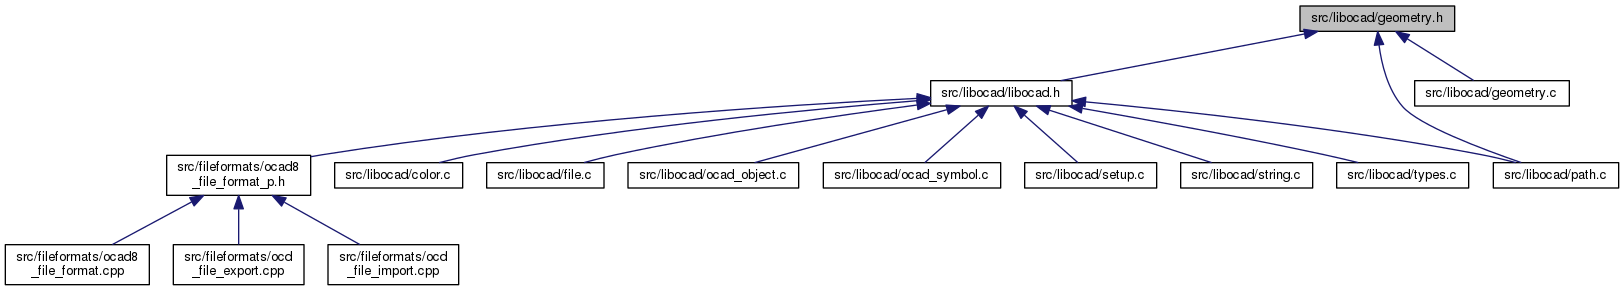 src/libocad/geometry.h
src/libocad/libocad.h
src/libocad/geometry.c
src/fileformats/ocad8
_file_format_p.h
src/libocad/color.c
src/libocad/file.c
src/libocad/ocad_object.c
src/libocad/ocad_symbol.c
src/libocad/setup.c
src/libocad/string.c
src/libocad/types.c
src/libocad/path.c
src/fileformats/ocad8
_file_format.cpp
src/fileformats/ocd
_file_export.cpp
src/fileformats/ocd
_file_import.cpp